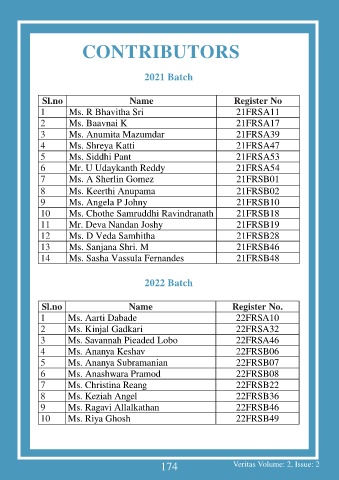 CONTRIBUTORS
2021 Batch
Sl.no Name Register No
1 Ms. R Bhavitha Sri 21FRSA11
2 Ms. Baavnai K 21FRSA17
3 Ms. Anumita Mazumdar 21FRSA39
4 Ms. Shreya Katti 21FRSA47
5 Ms. Siddhi Pant 21FRSA53
6 Mr. U Udaykanth Reddy 21FRSA54
7 Ms. A Sherlin Gomez 21FRSB01
8 Ms. Keerthi Anupama 21FRSB02
9 Ms. Angela P Johny 21FRSB10
10 Ms. Chothe Samruddhi Ravindranath 21FRSB18
11 Mr. Deva Nandan Joshy 21FRSB19
12 Ms. D Veda Samhitha 21FRSB28
13 Ms. Sanjana Shri. M 21FRSB46
14 Ms. Sasha Vassula Fernandes 21FRSB48
2022 Batch
Sl.no Name Register No.
1 Ms. Aarti Dabade 22FRSA10
2 Ms. Kinjal Gadkari 22FRSA32
3 Ms. Savannah Pieaded Lobo 22FRSA46
4 Ms. Ananya Keshav 22FRSB06
5 Ms. Ananya Subramanian 22FRSB07
6 Ms. Anashwara Pramod 22FRSB08
7 Ms. Christina Reang 22FRSB22
8 Ms. Keziah Angel 22FRSB36
9 Ms. Ragavi Allalkathan 22FRSB46
10 Ms. Riya Ghosh 22FRSB49
174 Veritas Volume: 2, Issue: 2